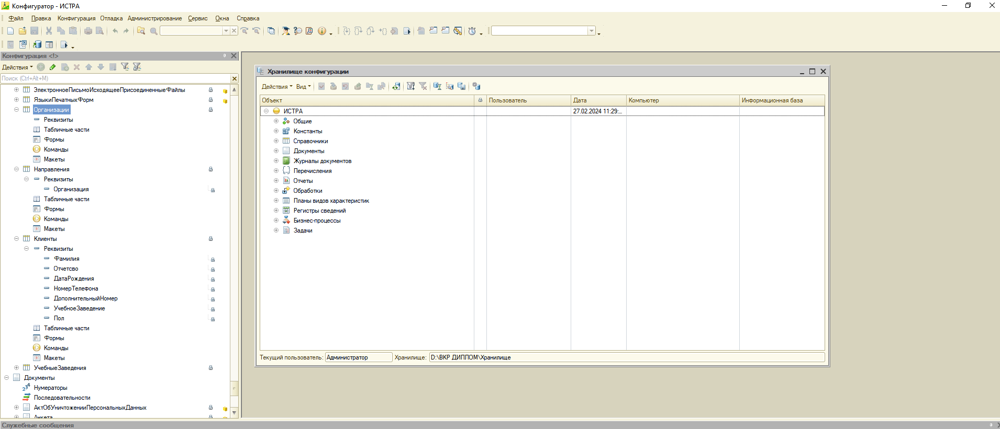 Конфигуратор - ИСТРА
Файл Правка Конфигурация Отладка Администрирование Сервис Окна Справка
Конфигурация <!>
Действия
Поиск (Ctrl+Alt+M)
ЭлектронноеПисьмоИсходящееПрисоединенныеФайлы
ЯзыкиПечатныхФорм
Организации
Реквизиты
Табличные части
Формы
Команды
Макеты
Направления
Реквизиты
Организация
Табличные части
Формы
Команды
Макеты
Клиенты
Реквизиты
Фамилия
Отчетсво
ДатаРождения
НомерТелефона
ДополнительныйНомер
УчебноеЗаведение
Пол
Табличные части
Формы
Команды
Макеты
УчебныеЗаведения
Документы
Нумераторы
Последовательности
АктОбУничтоженииПерсональныхДанных
Анкета
Хранилище конфигурации
Действия Вид
Объект Пользователь Дата Компьютер Информационная база
ИСТРА 27.02.2024 11:29:...
Общие
Константы
Справочники
Документы
Журналы документов
Перечисления
Отчеты
Обработки
Планы видов характеристик
Регистры сведений
Бизнес-процессы
Задачи
Текущий пользователь: Администратор Хранилище: D:\ВКР ДИПЛОМ\Хранилище
Служебные сообщения